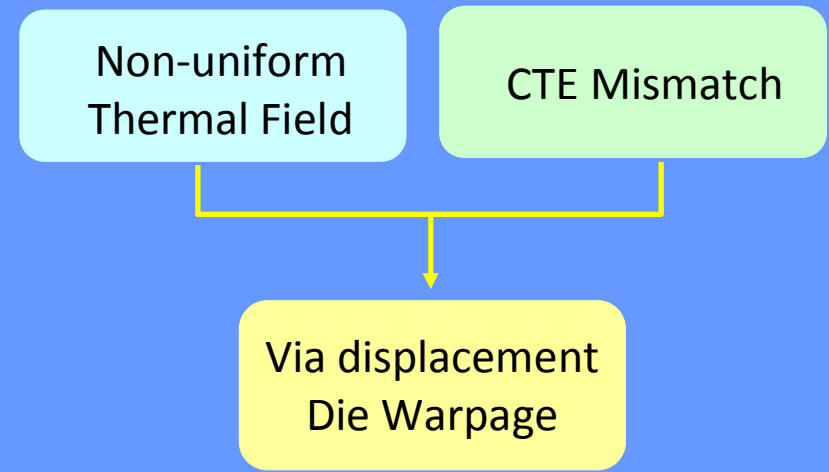 Non-uniform
Thermal Field
CTE Mismatch
Via displacement
Die Warpage